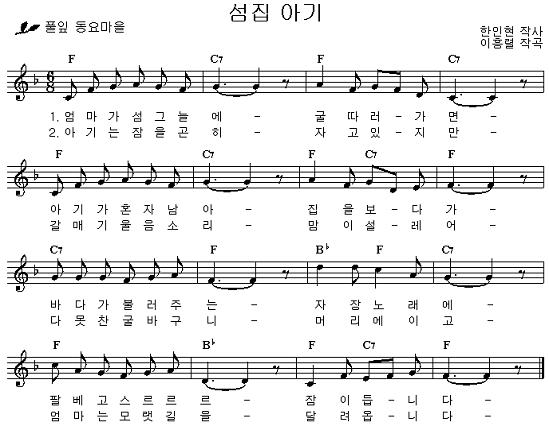 섬집 아기
풀잎 동요마을
한인현 작사
이흥렬 작곡
F C7 F C7
1. 엄 마 가 섬 그 늘 에 - 굴 따 러 - 가 면 -
2. 아 기 는 잠 을 곤 히 - 자 고 있 - 지 만 -
F C7 F C7 F
아 기 가 혼 자 남 아 - 집 을 보 - 다 가 -
갈 매 기 울 음 소 리 - 맘 이 설 - 레 어 -
C7 F B♭ F C7
바 다 가 불 러 주 는 - 자 장 노 래 에 -
다 못 찬 굴 바 구 니 - 머 리 에 이 고 -
F B♭ F C7 F
팔 베 고 스 르 르 르 - 잠 이 듭 - 니 다 -
엄 마 는 모 랫 길 을 - 달 려 옵 - 니 다 -